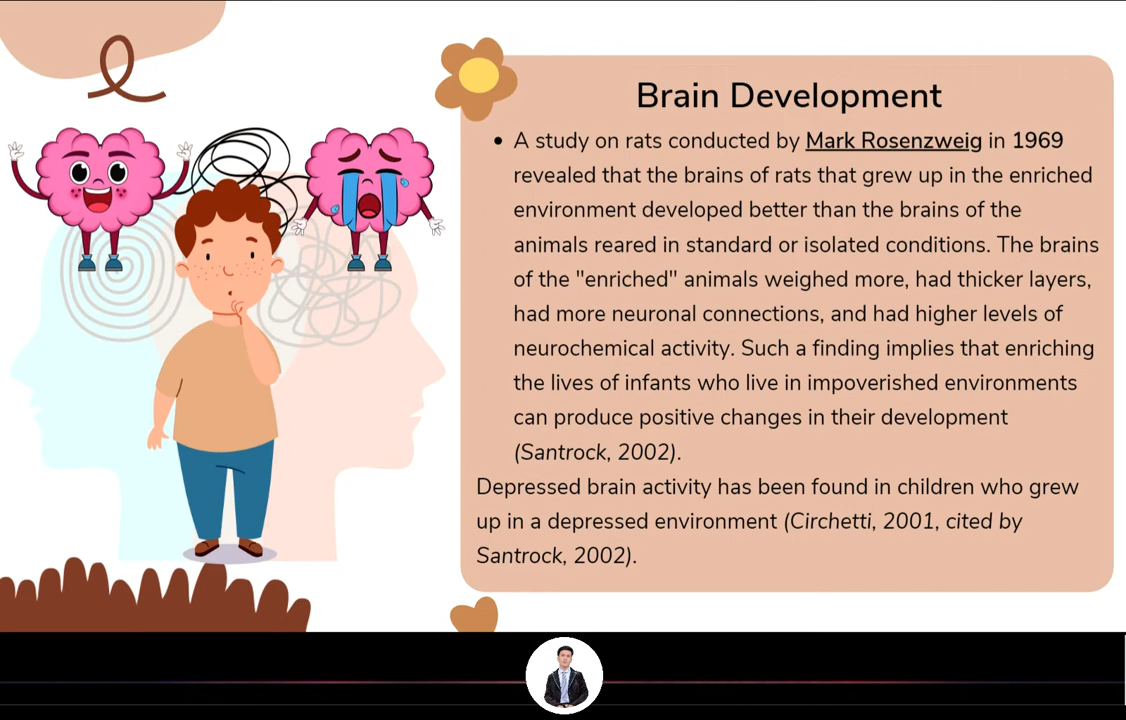 Brain Development
• A study on rats conducted by Mark Rosenzweig in 1969
revealed that the brains of rats that grew up in the enriched
environment developed better than the brains of the
animals reared in standard or isolated conditions. The brains
of the "enriched" animals weighed more, had thicker layers,
had more neuronal connections, and had higher levels of
neurochemical activity. Such a finding implies that enriching
the lives of infants who live in impoverished environments
can produce positive changes in their development
(Santrock, 2002).
Depressed brain activity has been found in children who grew
up in a depressed environment (Circhetti, 2001, cited by
Santrock, 2002).